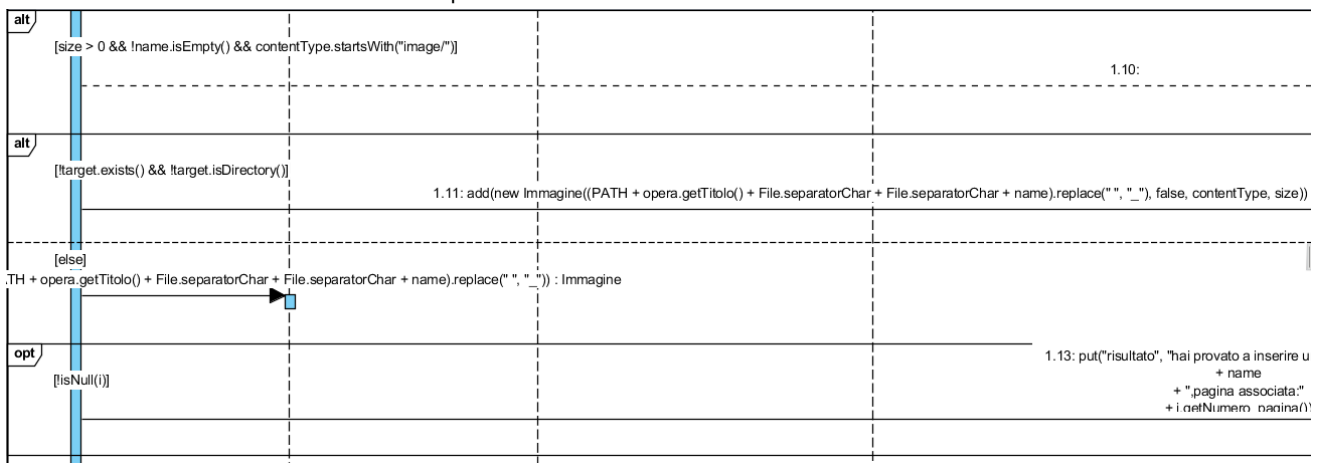 alt
[size > 0 && !name.isEmpty() && contentType.startsWith("image/")]
1.10:
alt
[!target.exists() && !target.isDirectory()]
1.11: add(new Immagine((PATH + opera.getTitolo() + File.separatorChar + File.separatorChar + name).replace(" ", "_"), false, contentType, size))
[else]
TH + opera.getTitolo() + File.separatorChar + File.separatorChar + name).replace(" ", "_")) : Immagine
opt
1.13: put("risultato", "hai provato a inserire u
+ name
[!isNull(i)]
+ ",pagina associata:"
+ i.getNumero_pagina())